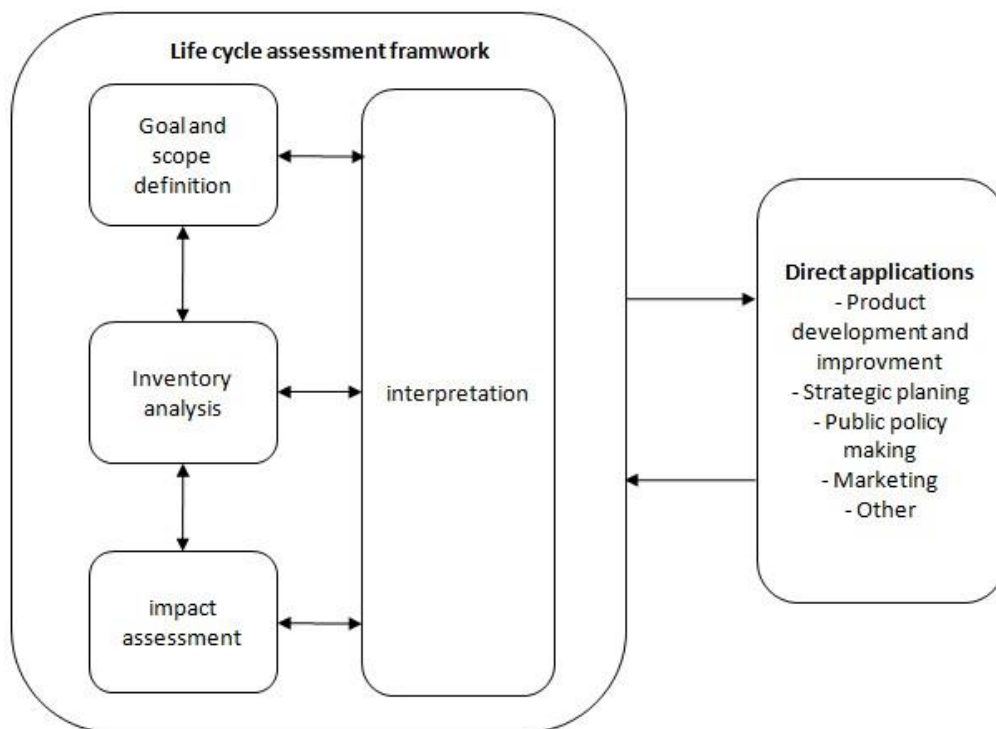 Life cycle assessment framwork
Goal and
scope
definition
Inventory
analysis
impact
assessment
interpretation
Direct applications
- Product
development and
improvment
- Strategic planing
- Public policy
making
- Marketing
- Other